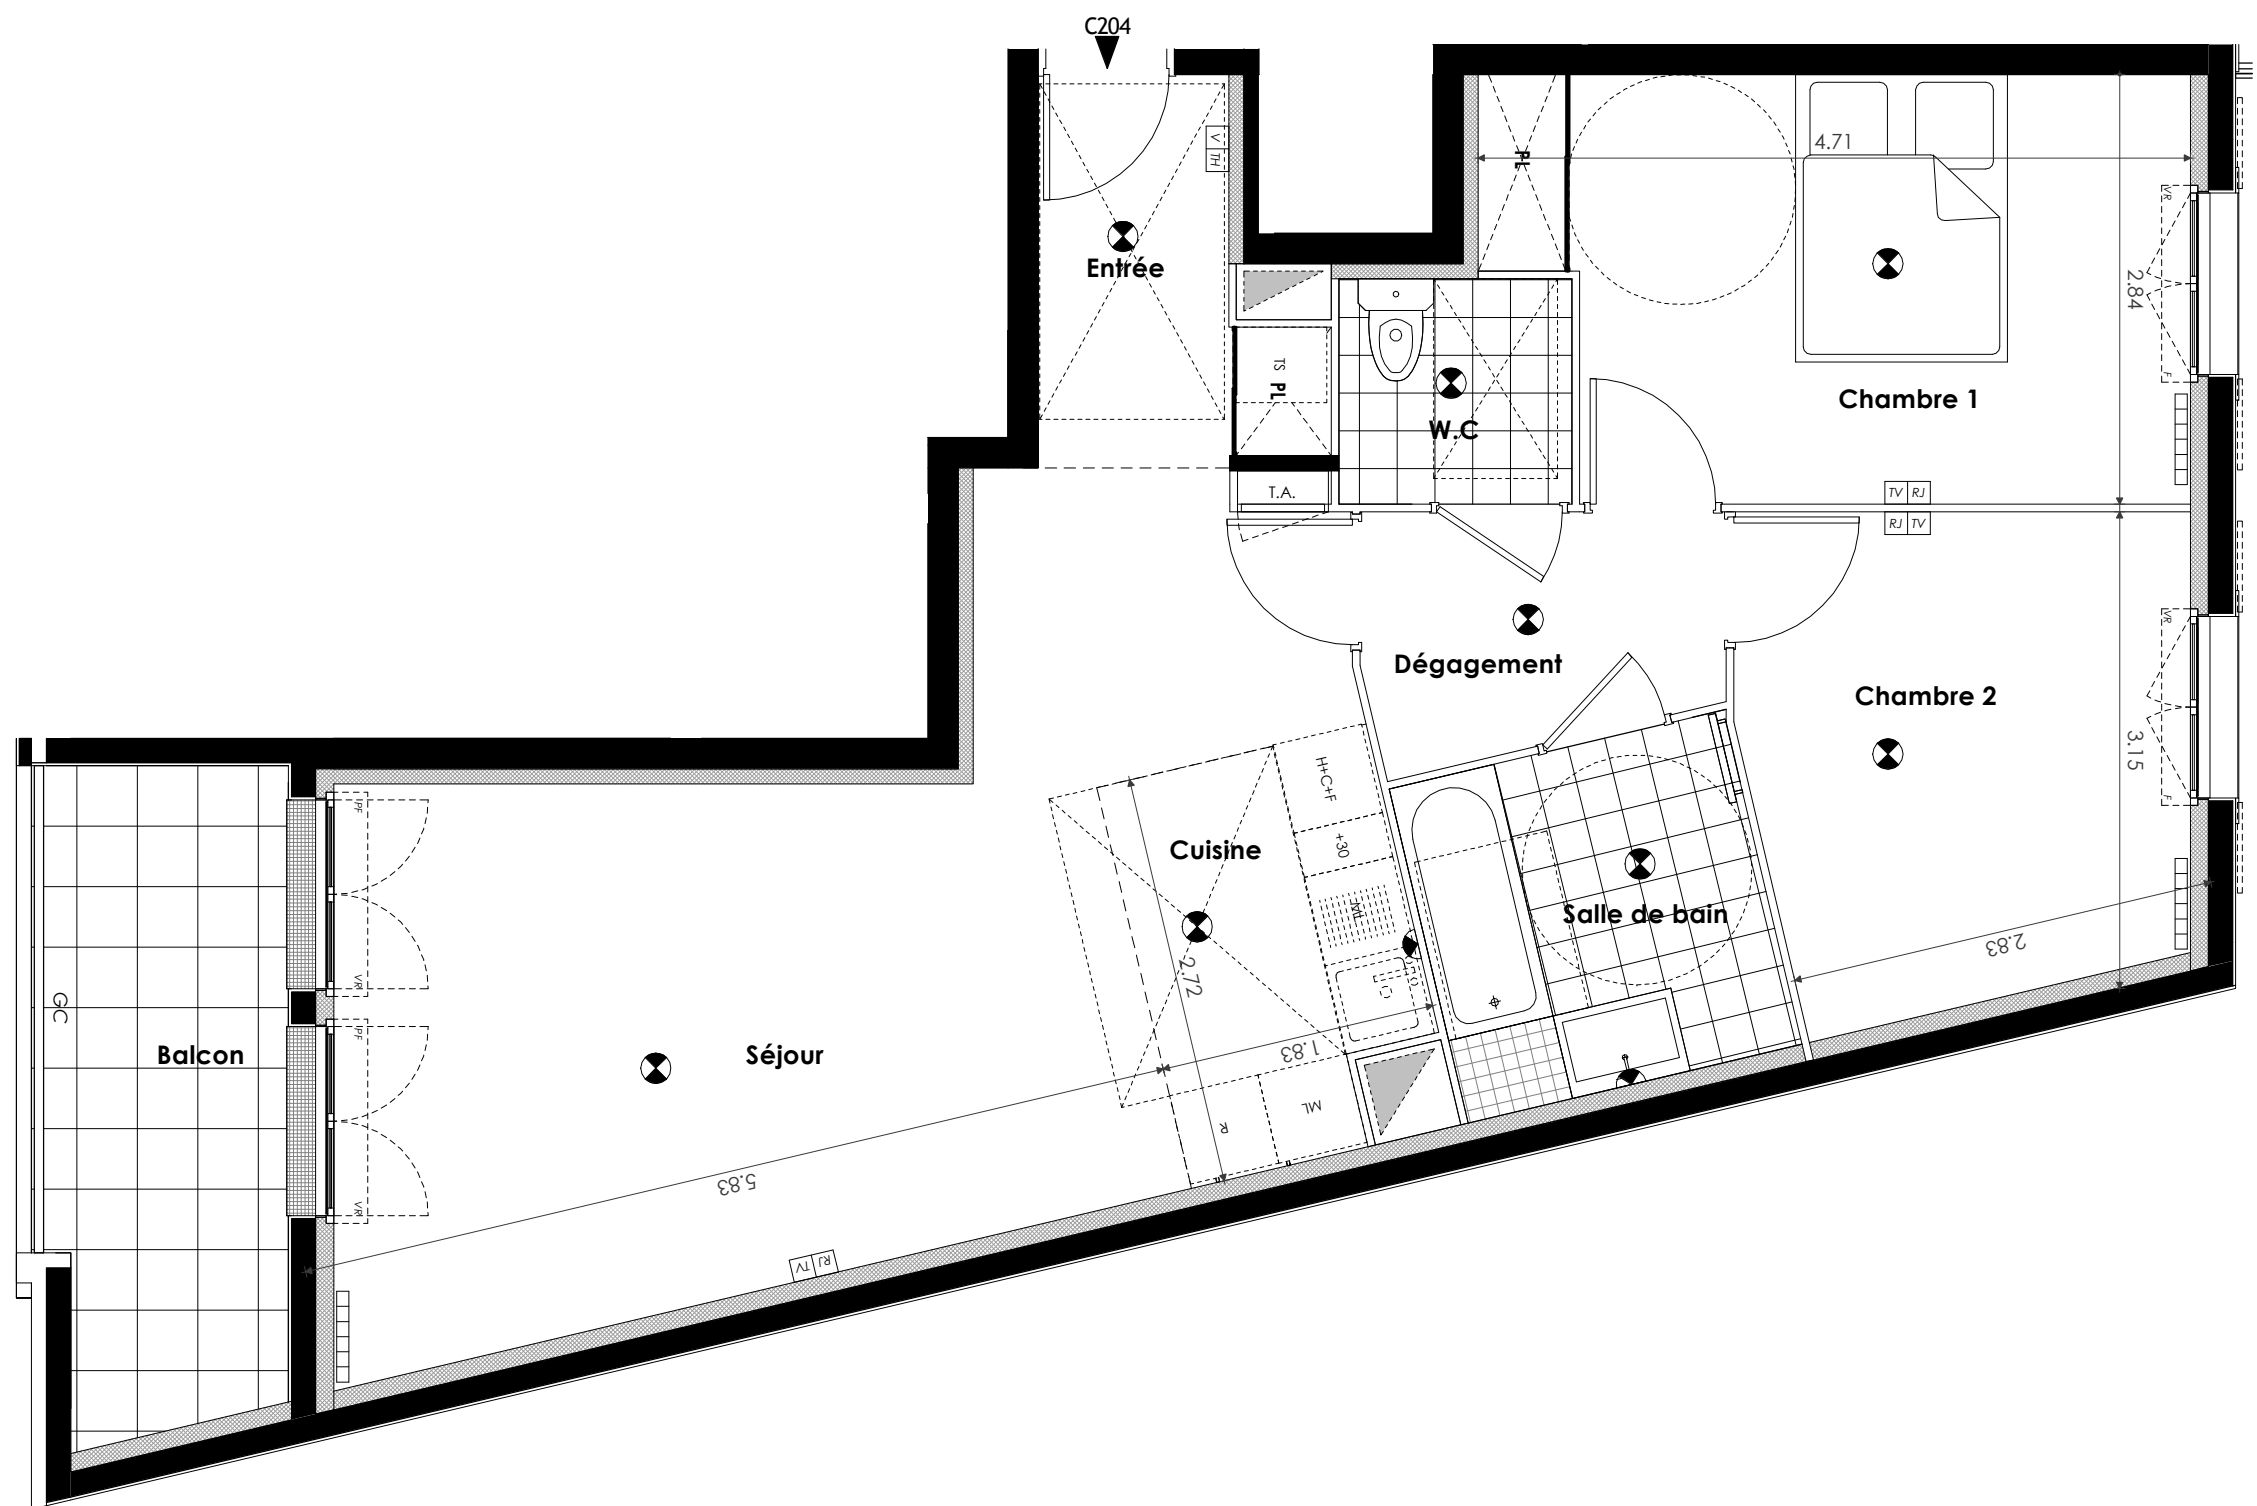 C204
V
TH
Entrée
PL
4.71
VR
2.84
F
TS
PL
W.C
Chambre 1
T.A.
TV RJ
RJ TV
Dégagement
Chambre 2
VR
3.15
F
H+C+F
+30
Cuisine
LV
2.72
Salle de bain
2.83
PF
VR
GC
Balcon
Séjour
PF
VR
1.83
ML
R
5.83
RJ TV